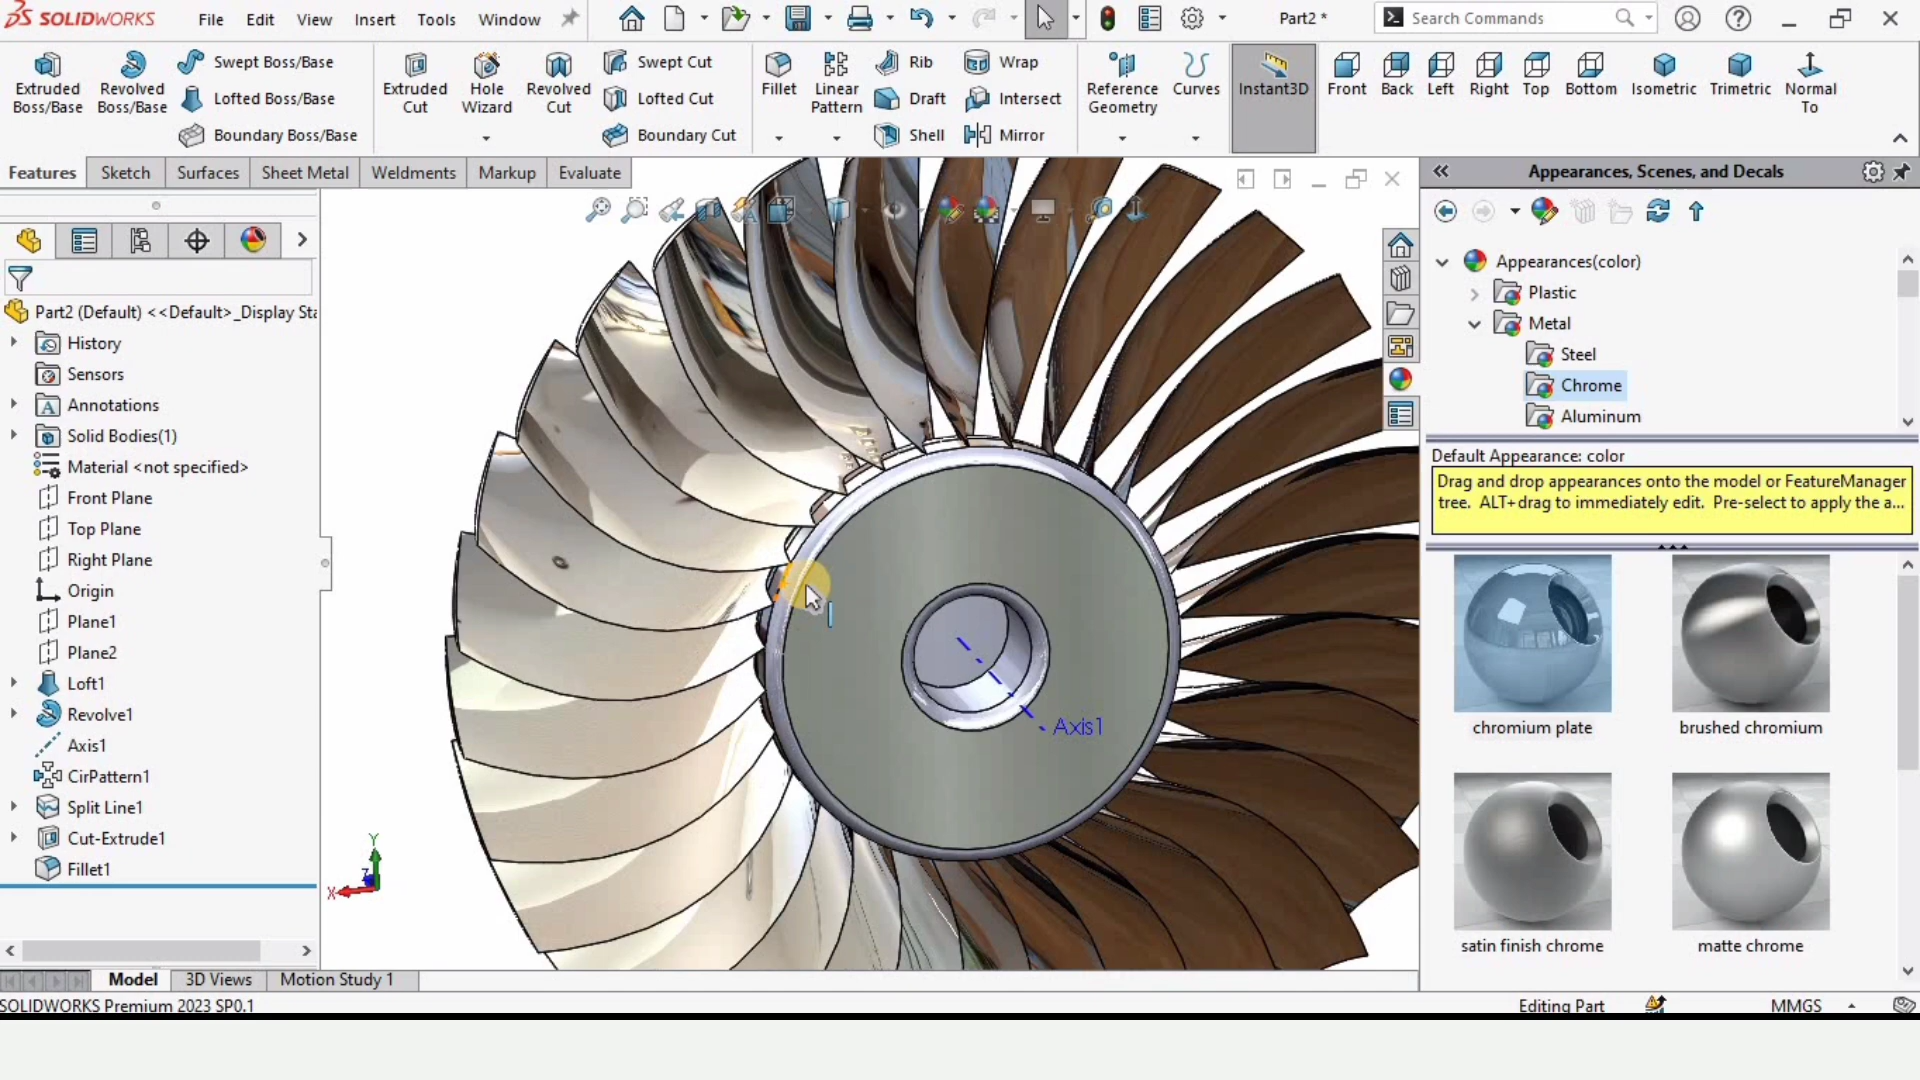 SOLIDWORKS File Edit View Insert Tools Window Part2 * Search Commands
Extruded Boss/Base
Revolved Boss/Base
Swept Boss/Base
Lofted Boss/Base
Boundary Boss/Base
Extruded Cut
Hole Wizard
Revolved Cut
Swept Cut
Lofted Cut
Boundary Cut
Fillet
Linear Pattern
Rib
Draft
Shell
Wrap
Intersect
Mirror
Reference Geometry
Curves
Instant3D
Front
Back
Left
Right
Top
Bottom
Isometric
Trimetric
Normal To
Features Sketch Surfaces Sheet Metal Weldments Markup Evaluate
Part2 (Default) <<Default>_Display Sta
History
Sensors
A Annotations
Solid Bodies(1)
Material <not specified>
Front Plane
Top Plane
Right Plane
Origin
Plane1
Plane2
Loft1
Revolve1
Axis1
CirPattern1
Split Line1
Cut-Extrude1
Fillet1
Axis1
Y
Z
X
Appearances, Scenes, and Decals
Appearances(color)
Plastic
Metal
Steel
Chrome
Aluminum
Default Appearance: color
Drag and drop appearances onto the model or FeatureManager
tree. ALT+drag to immediately edit. Pre-select to apply the a...
chromium plate
brushed chromium
satin finish chrome
matte chrome
Model 3D Views Motion Study 1
SOLIDWORKS Premium 2023 SP0.1
Editing Part
MMGS